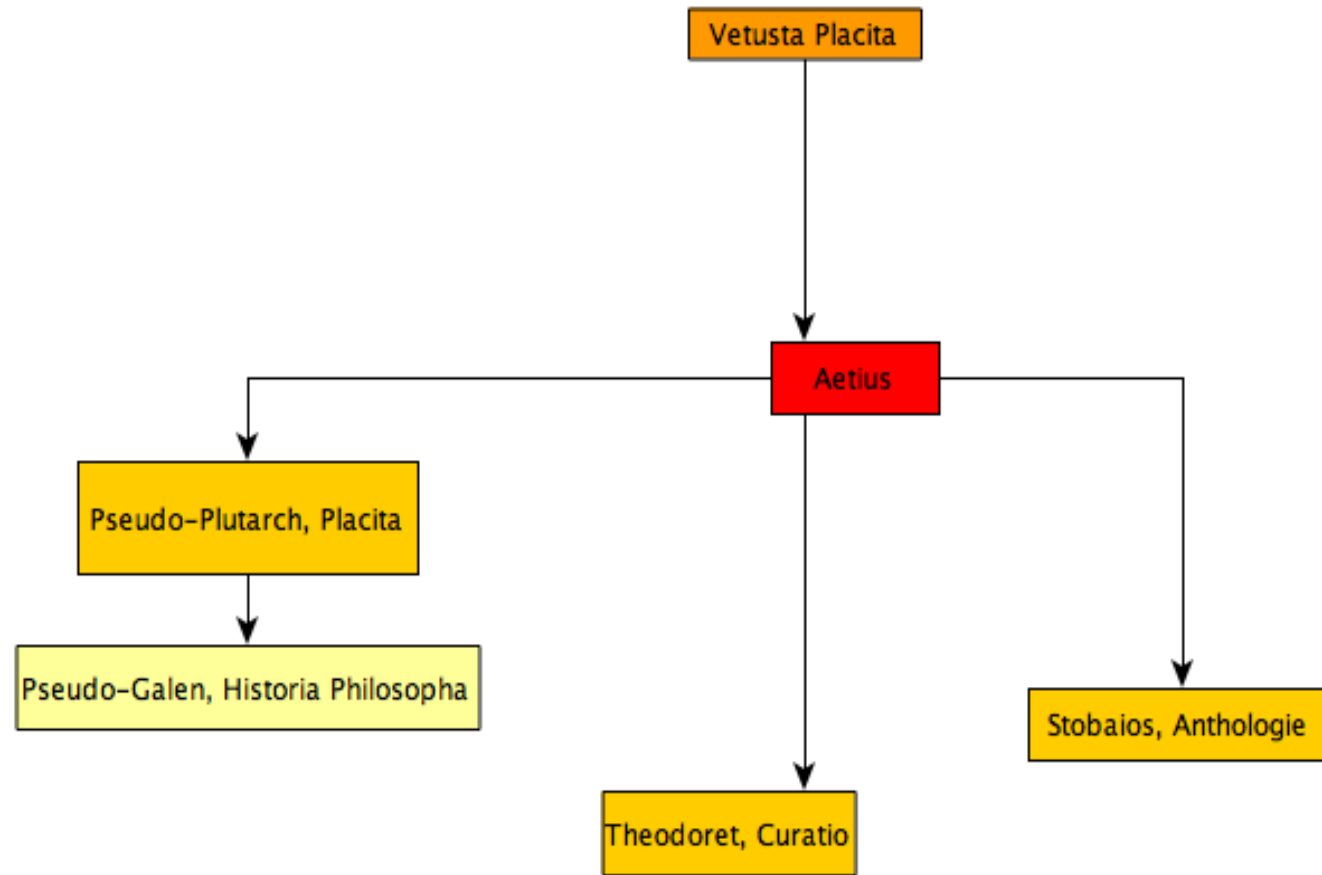 Vetusta Placita
Aetius
Pseudo-Plutarch, Placita
Pseudo-Galen, Historia Philosopha
Stobaios, Anthologie
Theodoret, Curatio